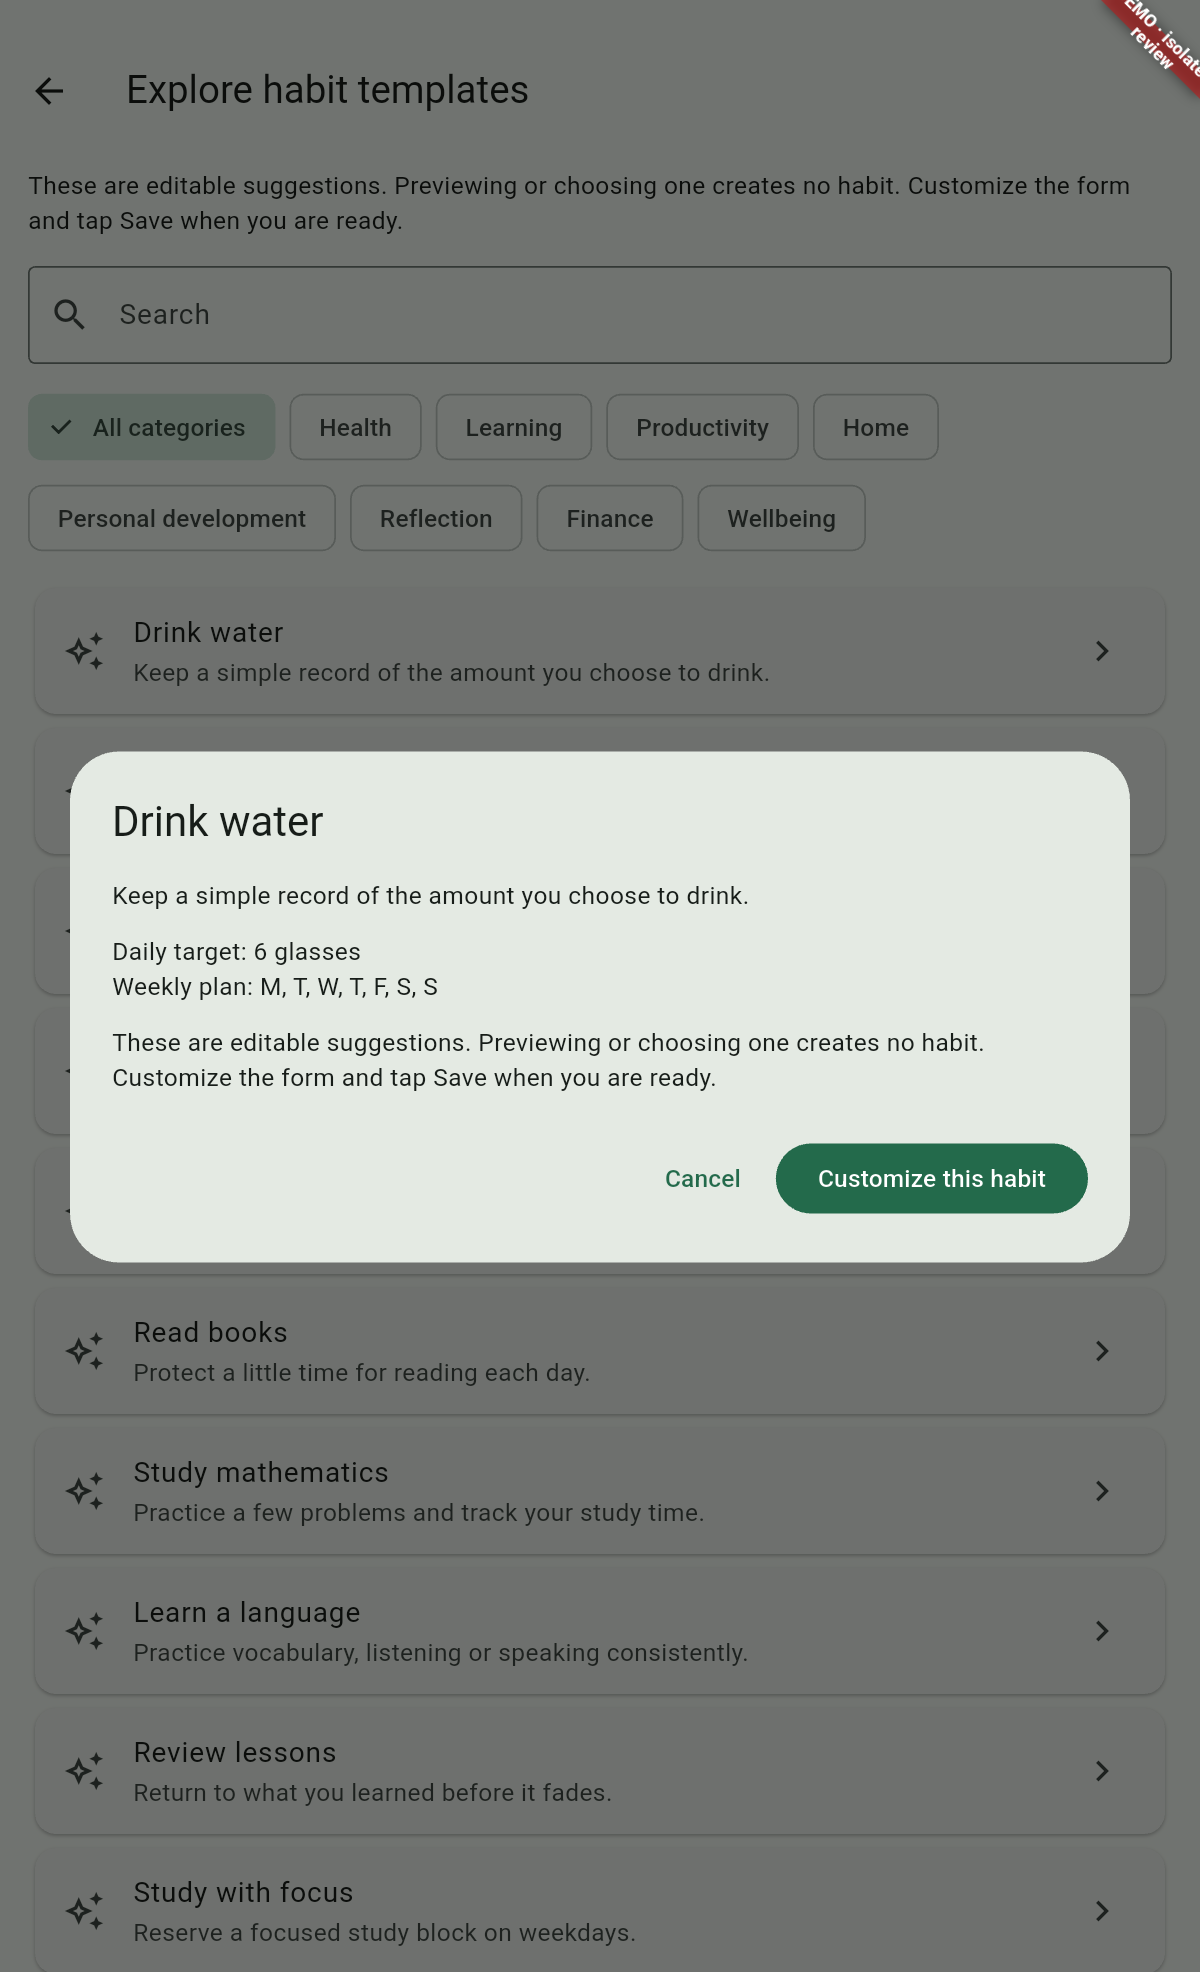 EMO · isolate
review
Explore habit templates
These are editable suggestions. Previewing or choosing one creates no habit. Customize the form
and tap Save when you are ready.
Search
All categories
Health
Learning
Productivity
Home
Personal development
Reflection
Finance
Wellbeing
Drink water
Keep a simple record of the amount you choose to drink.
Drink water
Keep a simple record of the amount you choose to drink.
Daily target: 6 glasses
Weekly plan: M, T, W, T, F, S, S
These are editable suggestions. Previewing or choosing one creates no habit.
Customize the form and tap Save when you are ready.
Cancel
Customize this habit
Read books
Protect a little time for reading each day.
Study mathematics
Practice a few problems and track your study time.
Learn a language
Practice vocabulary, listening or speaking consistently.
Review lessons
Return to what you learned before it fades.
Study with focus
Reserve a focused study block on weekdays.